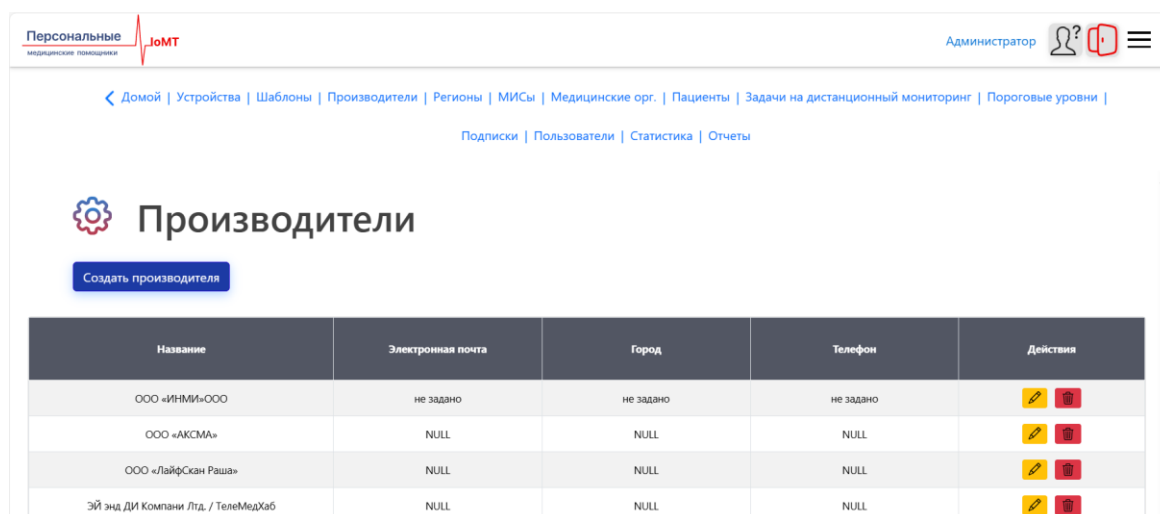 Персональные
медицинские помощники
IoMT
Администратор
?
Домой | Устройства | Шаблоны | Производители | Регионы | МИСы | Медицинские орг. | Пациенты | Задачи на дистанционный мониторинг | Пороговые уровни |
Подписки | Пользователи | Статистика | Отчеты
Производители
Создать производителя
Название Электронная почта Город Телефон Действия
ООО «ИНМИ»ООО не задано не задано не задано
ООО «АКСМА» NULL NULL NULL
ООО «ЛайфСкан Раша» NULL NULL NULL
ЭЙ энд ДИ Компани Лтд. / ТелеМедХаб NULL NULL NULL